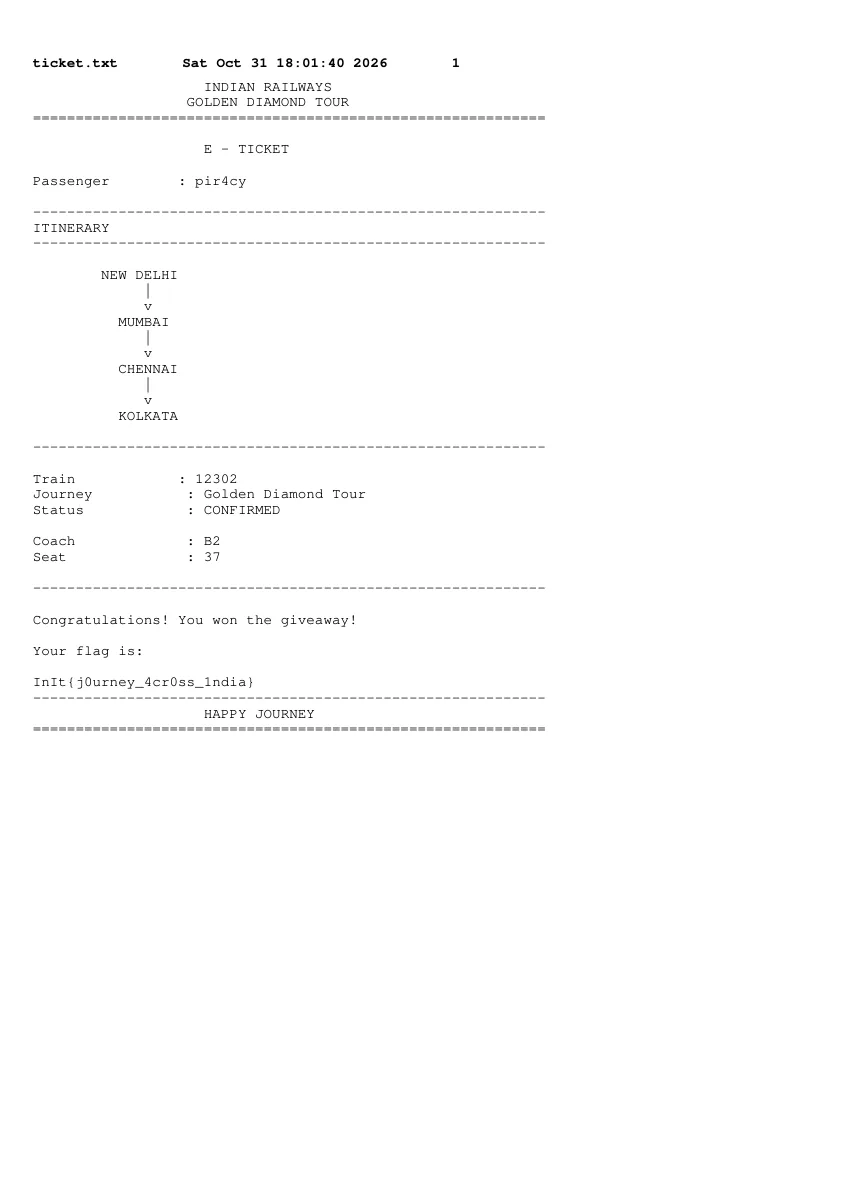 ticket.txt        Sat Oct 31 18:01:40 2026        1
INDIAN RAILWAYS
GOLDEN DIAMOND TOUR
============================================================
E - TICKET
Passenger        : pir4cy
------------------------------------------------------------
ITINERARY
------------------------------------------------------------
NEW DELHI
|
v
MUMBAI
|
v
CHENNAI
|
v
KOLKATA
------------------------------------------------------------
Train            : 12302
Journey           : Golden Diamond Tour
Status            : CONFIRMED
Coach             : B2
Seat              : 37
------------------------------------------------------------
Congratulations! You won the giveaway!
Your flag is:
InIt{j0urney_4cr0ss_1ndia}
------------------------------------------------------------
HAPPY JOURNEY
============================================================